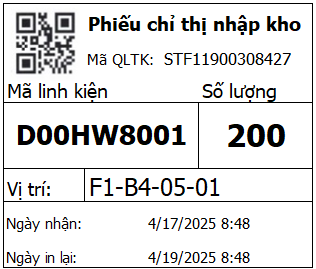 Phiếu chỉ thị nhập kho
Mã QLTK: STF11900308427
Mã linh kiện Số lượng
D00HW8001 200
Vị trí: F1-B4-05-01
Ngày nhận: 4/17/2025 8:48
Ngày in lại: 4/19/2025 8:48